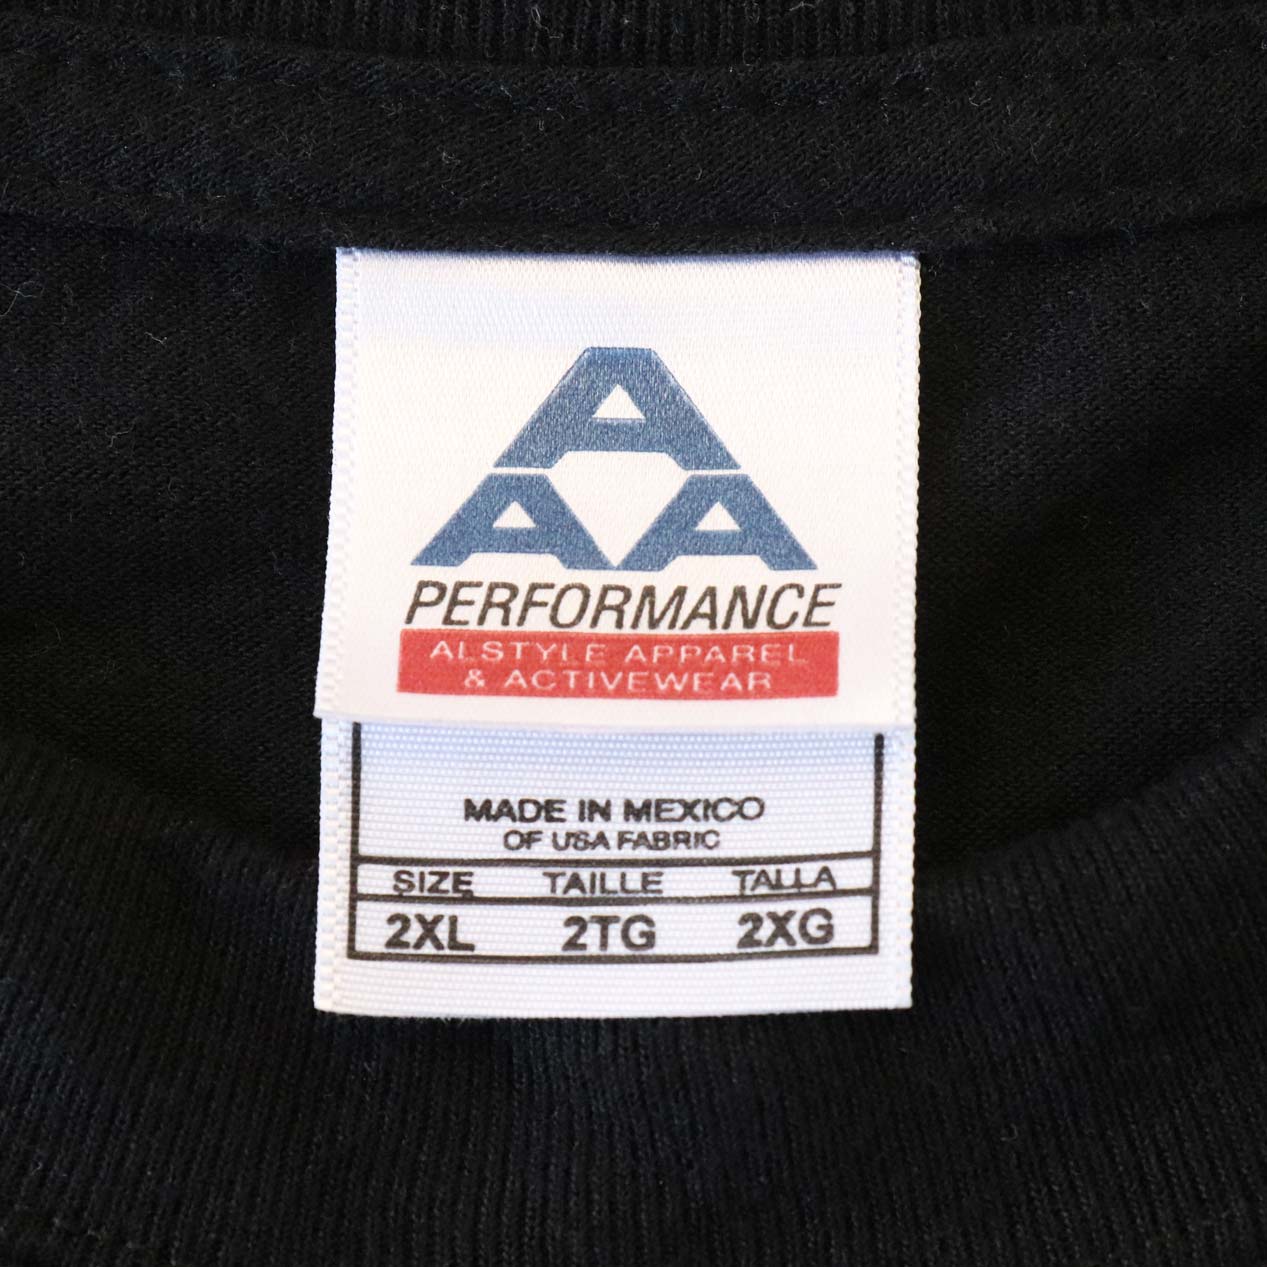 A
A A
PERFORMANCE
ALSTYLE APPAREL
& ACTIVEWEAR
MADE IN MEXICO
OF USA FABRIC
SIZE TAILLE TALLA
2XL 2TG 2XG